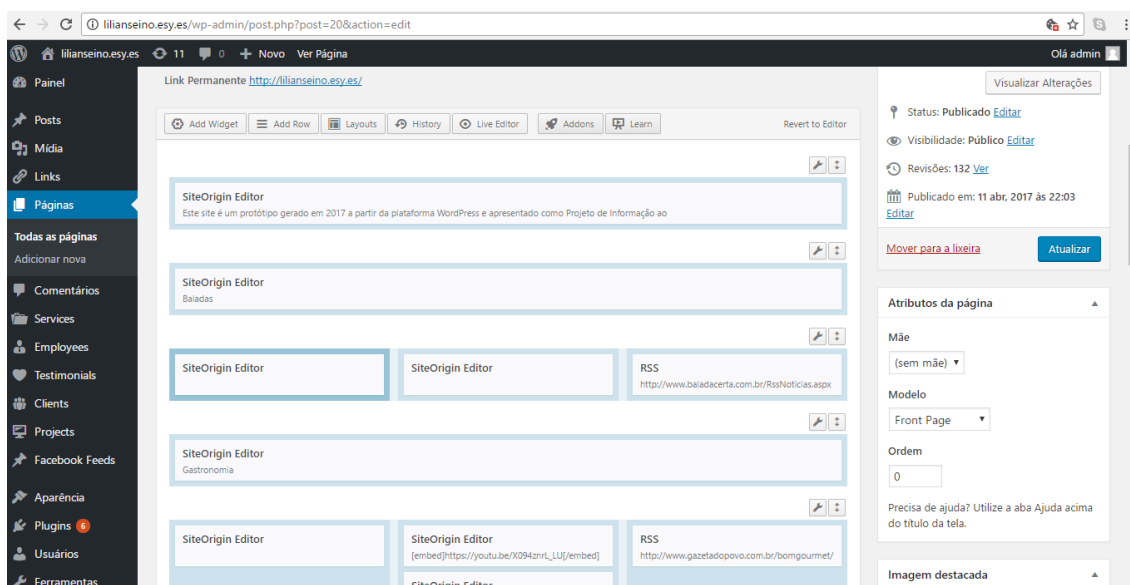 lilianseino.esy.es/wp-admin/post.php?post=20&action=edit
lilianseino.esy.es 11 0 Novo Ver Página Olá admin
Painel
Posts
Mídia
Links
Páginas
Todas as páginas
Adicionar nova
Comentários
Services
Employees
Testimonials
Clients
Projects
Facebook Feeds
Aparência
Plugins 6
Usuários
Ferramentas
Link Permanente http://lilianseino.esy.es/
Add Widget Add Row Layouts History Live Editor Addons Learn Revert to Editor
SiteOrigin Editor
Este site é um protótipo gerado em 2017 a partir da plataforma WordPress e apresentado como Projeto de Informação ao
SiteOrigin Editor
Baladas
SiteOrigin Editor SiteOrigin Editor RSS
http://www.baladacerta.com.br/RssNoticias.aspx
SiteOrigin Editor
Gastronomia
SiteOrigin Editor SiteOrigin Editor RSS
[embed]https://youtu.be/X094znrL_LU[/embed] http://www.gazetadopovo.com.br/bomgourmet/
SiteOrigin Editor
Visualizar Alterações
Status: Publicado Editar
Visibilidade: Público Editar
Revisões: 132 Ver
Publicado em: 11 abr, 2017 às 22:03
Editar
Mover para a lixeira Atualizar
Atributos da página
Mãe
(sem mãe)
Modelo
Front Page
Ordem
0
Precisa de ajuda? Utilize a aba Ajuda acima
do título da tela.
Imagem destacada